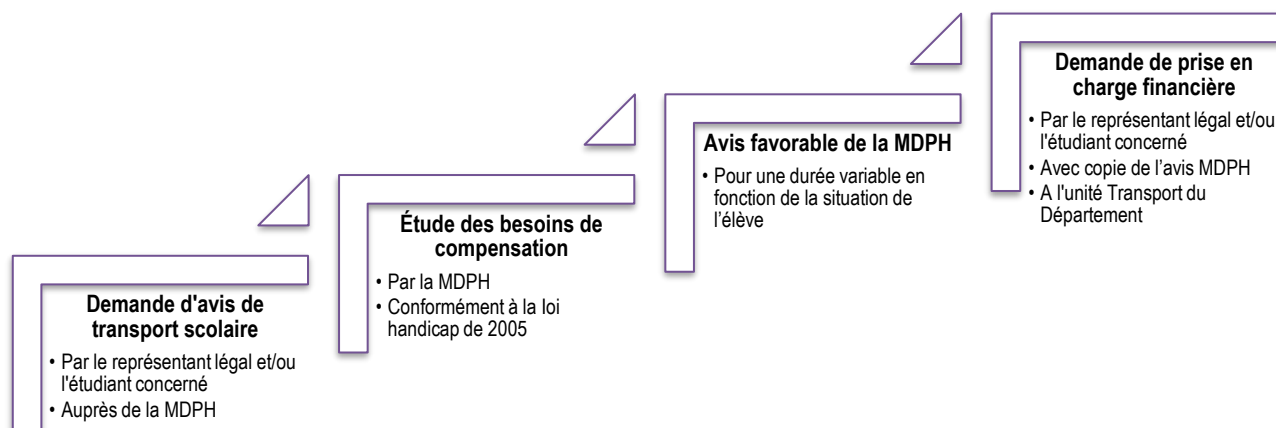 Demande d'avis de
transport scolaire
• Par le représentant légal et/ou
l'étudiant concerné
• Auprès de la MDPH
Étude des besoins de
compensation
• Par la MDPH
• Conformément à la loi
handicap de 2005
Avis favorable de la MDPH
• Pour une durée variable en
fonction de la situation de
l’élève
Demande de prise en
charge financière
• Par le représentant légal et/ou
l'étudiant concerné
• Avec copie de l’avis MDPH
• A l'unité Transport du
Département